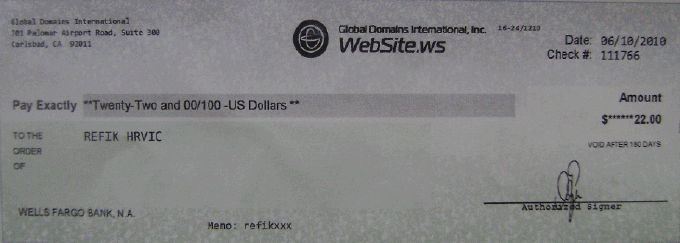 Global Domains International
701 Palomar Airport Road, Suite 300
Carlsbad, CA 92011
Global Domains International, Inc.
WebSite.ws
16-24/1220
Date: 06/10/2010
Check #: 111766
Pay Exactly **Twenty-Two and 00/100 -US Dollars **
Amount
$******22.00
TO THE
ORDER
OF
REFIK HRVIC
VOID AFTER 180 DAYS
Authorized Signer
WELLS FARGO BANK, N.A.
Memo: refikxxx